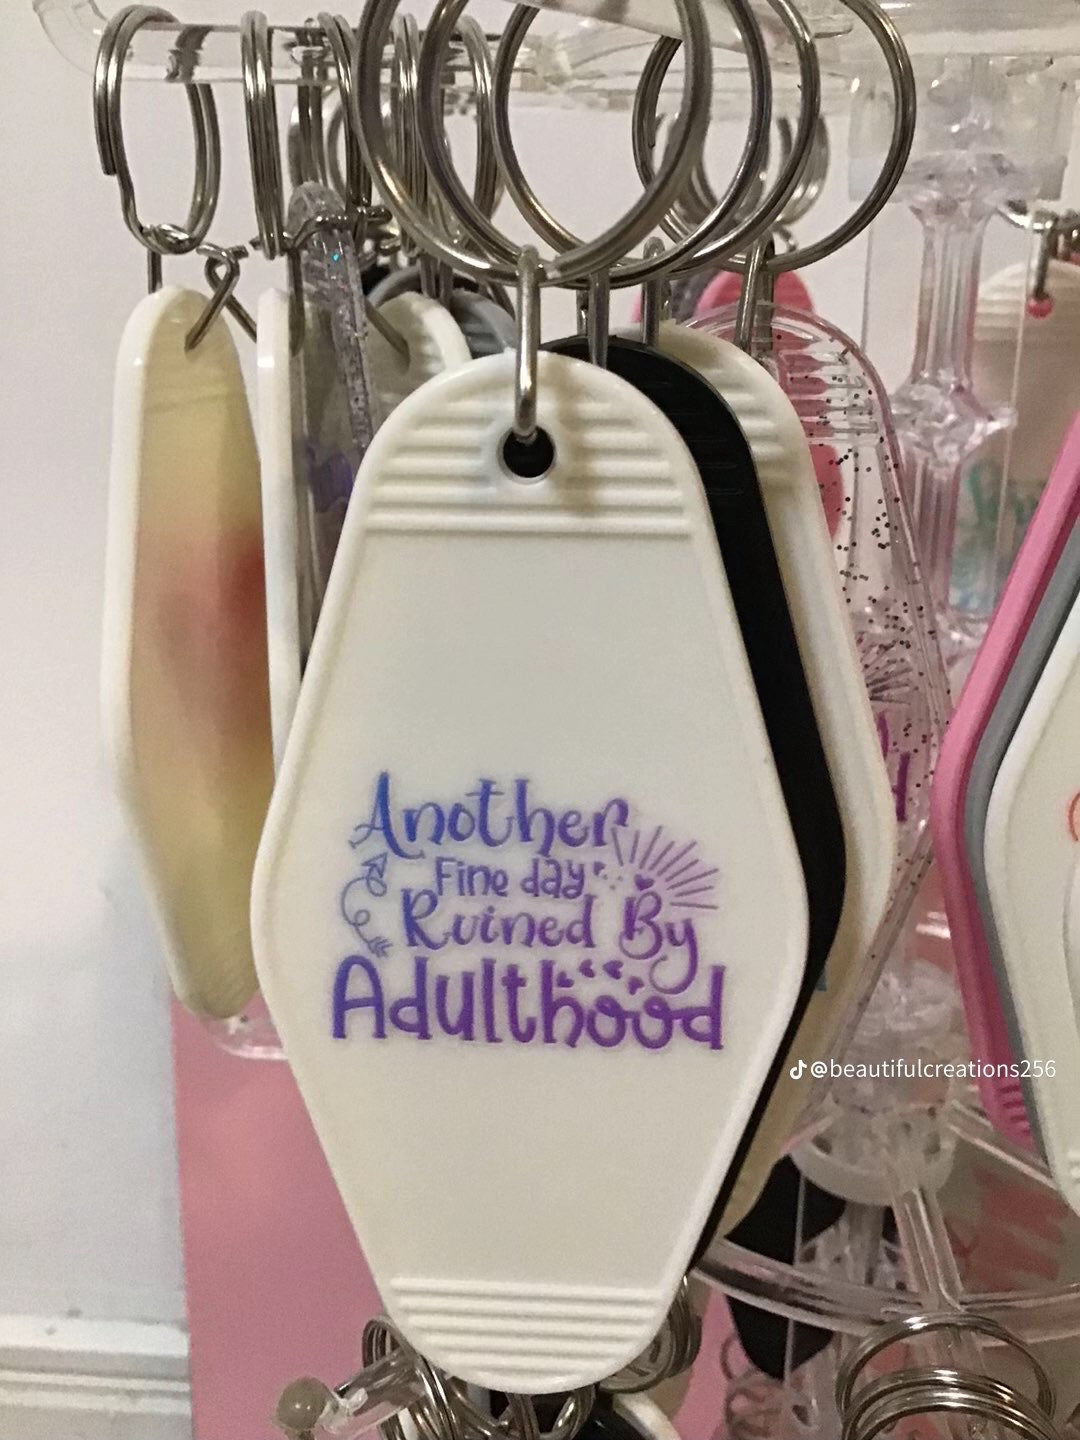 Another
Fine day
Ruined By
Adulthood
@beautifulcreations256